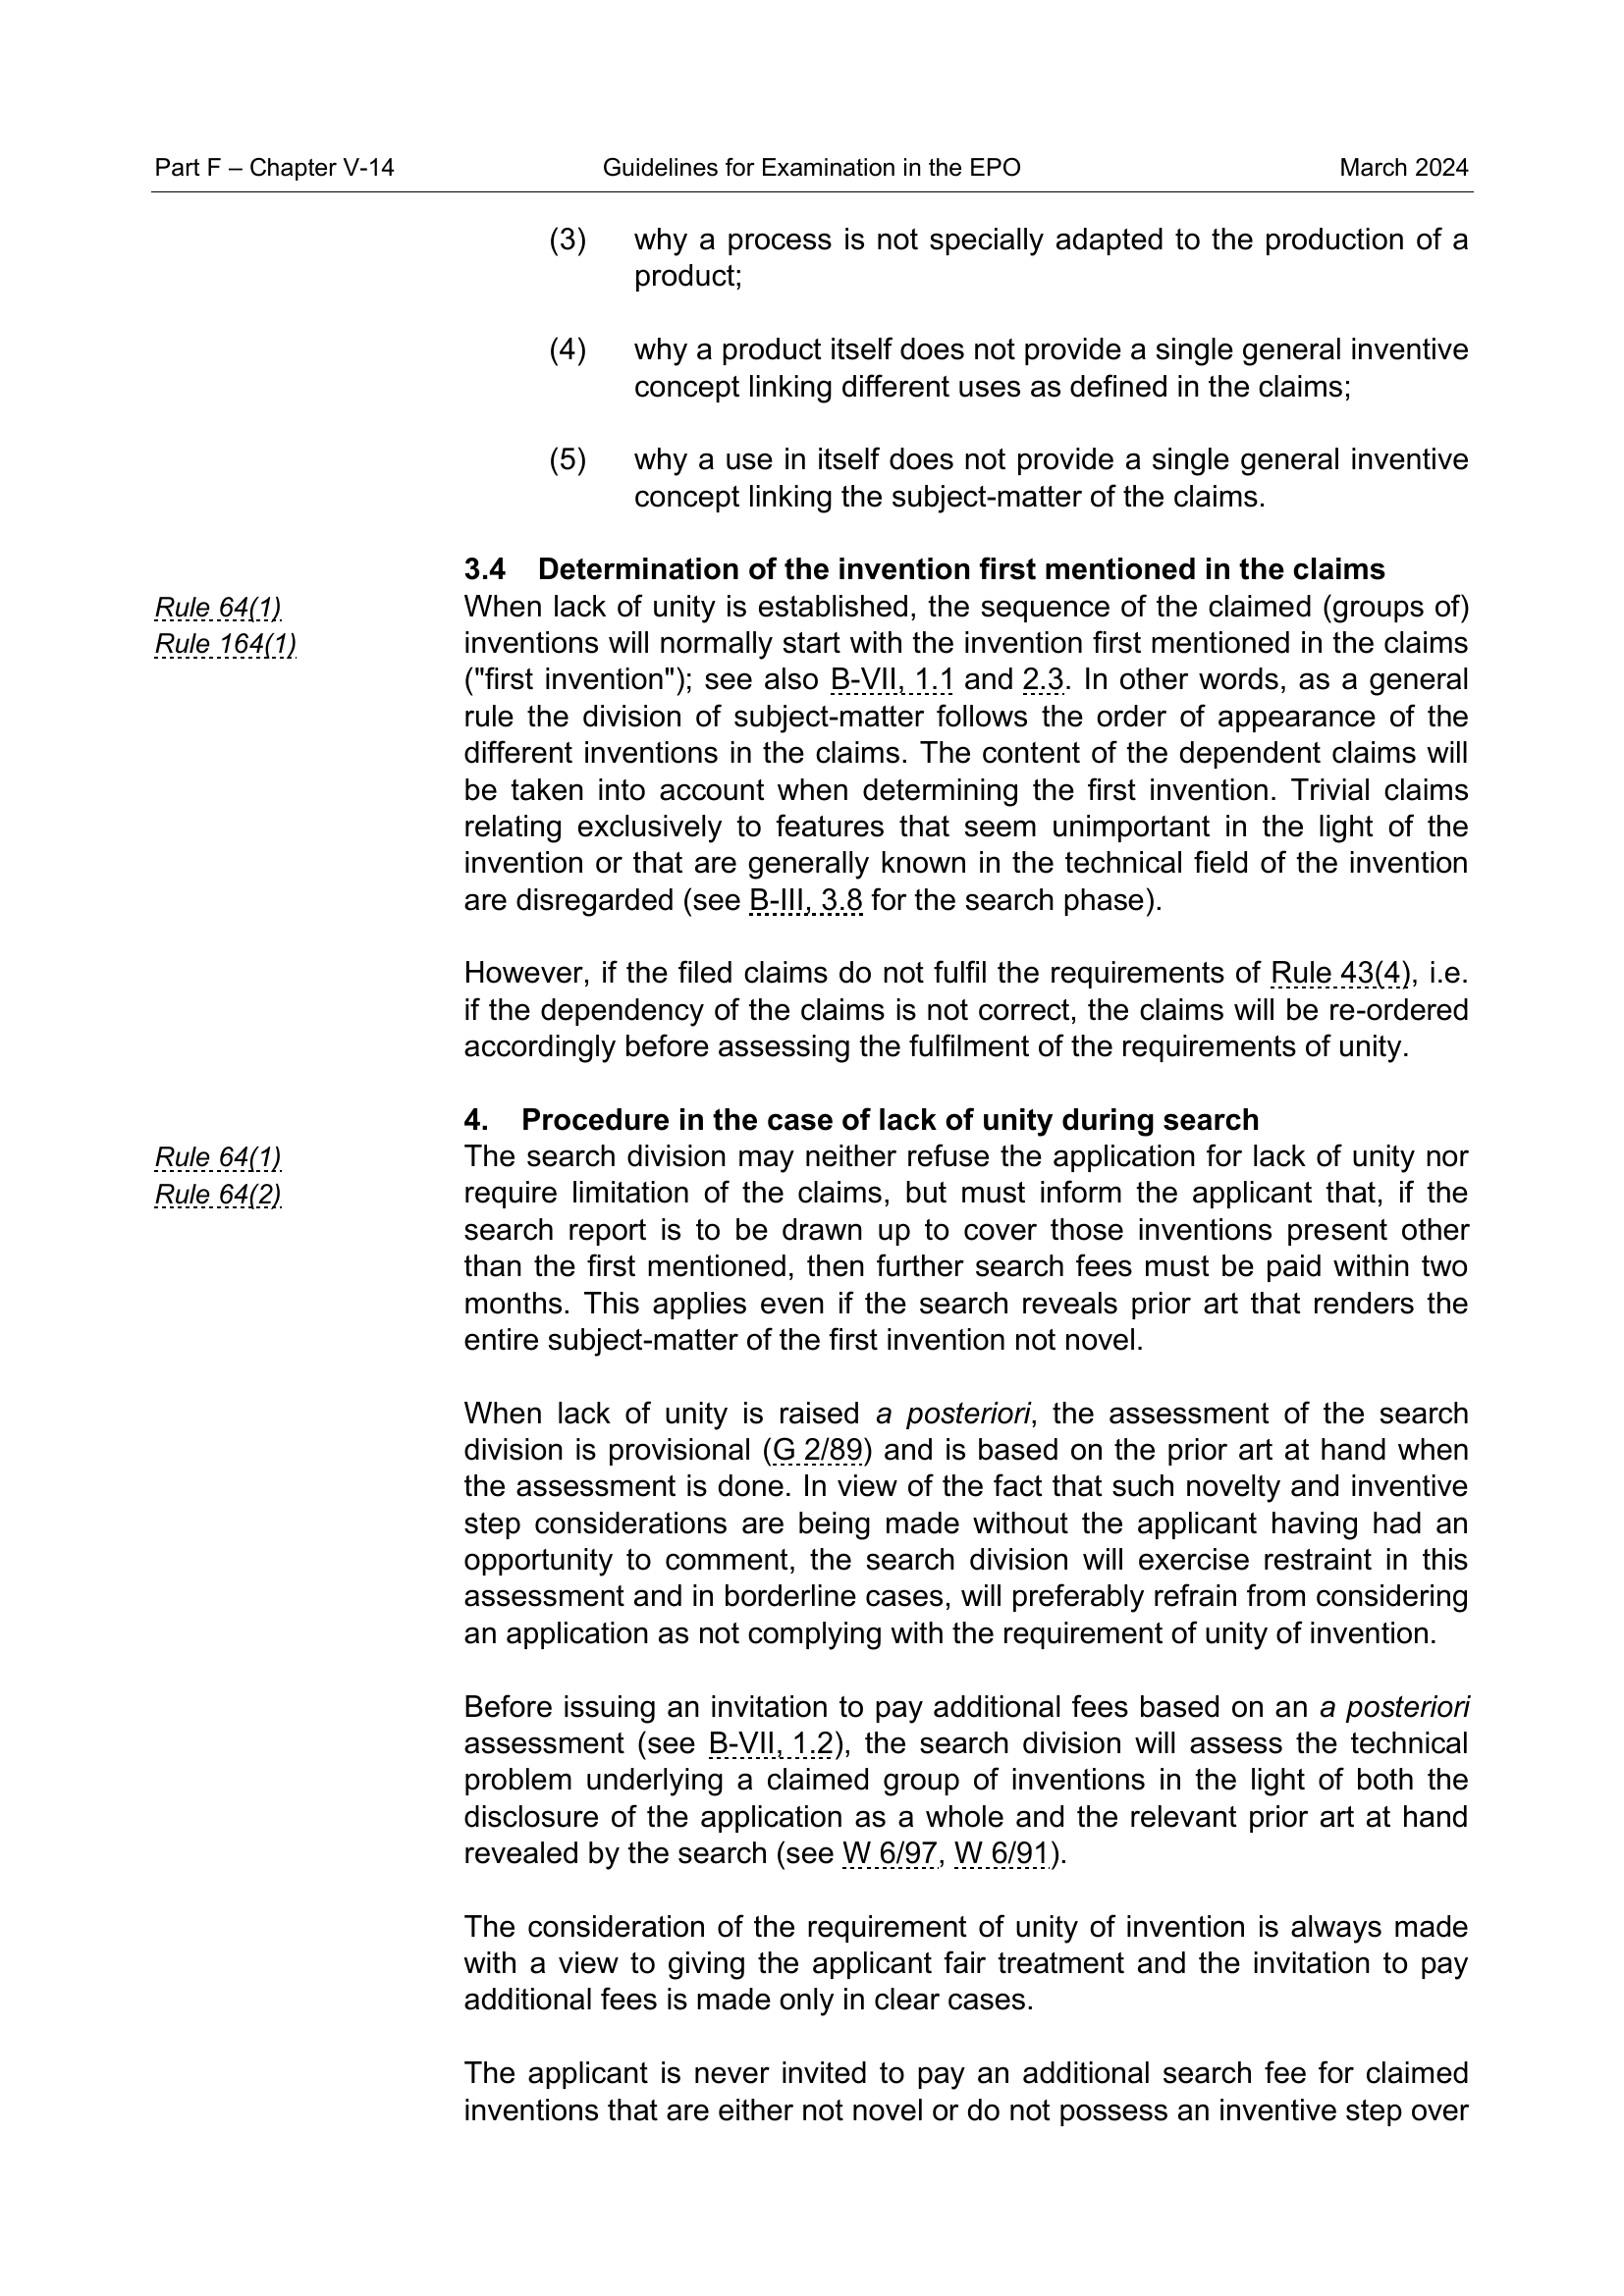 Part F – Chapter V-14 Guidelines for Examination in the EPO March 2024
(3) why a process is not specially adapted to the production of a
product;
(4) why a product itself does not provide a single general inventive
concept linking different uses as defined in the claims;
(5) why a use in itself does not provide a single general inventive
concept linking the subject-matter of the claims.
3.4 Determination of the invention first mentioned in the claims
Rule 64(1) When lack of unity is established, the sequence of the claimed (groups of)
Rule 164(1) inventions will normally start with the invention first mentioned in the claims
("first invention"); see also B-VII, 1.1 and 2.3. In other words, as a general
rule the division of subject-matter follows the order of appearance of the
different inventions in the claims. The content of the dependent claims will
be taken into account when determining the first invention. Trivial claims
relating exclusively to features that seem unimportant in the light of the
invention or that are generally known in the technical field of the invention
are disregarded (see B-III, 3.8 for the search phase).
However, if the filed claims do not fulfil the requirements of Rule 43(4), i.e.
if the dependency of the claims is not correct, the claims will be re-ordered
accordingly before assessing the fulfilment of the requirements of unity.
4. Procedure in the case of lack of unity during search
Rule 64(1) The search division may neither refuse the application for lack of unity nor
Rule 64(2) require limitation of the claims, but must inform the applicant that, if the
search report is to be drawn up to cover those inventions present other
than the first mentioned, then further search fees must be paid within two
months. This applies even if the search reveals prior art that renders the
entire subject-matter of the first invention not novel.
When lack of unity is raised a posteriori, the assessment of the search
division is provisional (G 2/89) and is based on the prior art at hand when
the assessment is done. In view of the fact that such novelty and inventive
step considerations are being made without the applicant having had an
opportunity to comment, the search division will exercise restraint in this
assessment and in borderline cases, will preferably refrain from considering
an application as not complying with the requirement of unity of invention.
Before issuing an invitation to pay additional fees based on an a posteriori
assessment (see B-VII, 1.2), the search division will assess the technical
problem underlying a claimed group of inventions in the light of both the
disclosure of the application as a whole and the relevant prior art at hand
revealed by the search (see W 6/97, W 6/91).
The consideration of the requirement of unity of invention is always made
with a view to giving the applicant fair treatment and the invitation to pay
additional fees is made only in clear cases.
The applicant is never invited to pay an additional search fee for claimed
inventions that are either not novel or do not possess an inventive step over